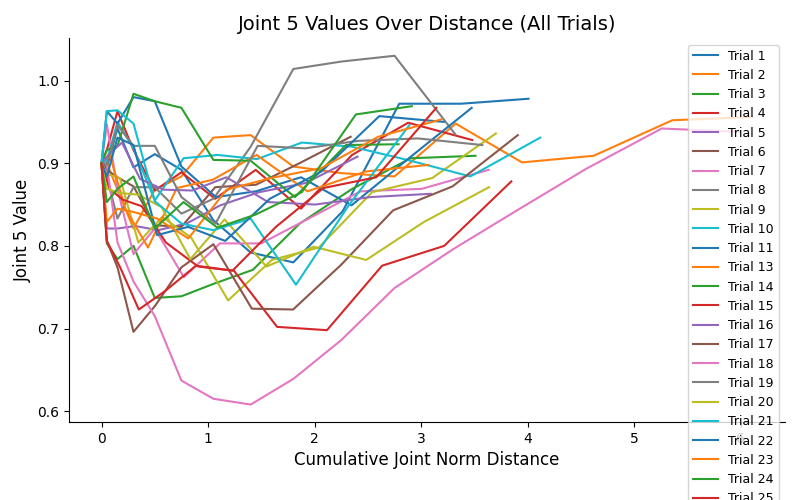 Joint 5 Values Over Distance (All Trials)
1.0
0.9
0.8
0.7
0.6
Joint 5 Value
0
1
2
3
4
5
Cumulative Joint Norm Distance
Trial 1
Trial 2
Trial 3
Trial 4
Trial 5
Trial 6
Trial 7
Trial 8
Trial 9
Trial 10
Trial 11
Trial 13
Trial 14
Trial 15
Trial 16
Trial 17
Trial 18
Trial 19
Trial 20
Trial 21
Trial 22
Trial 23
Trial 24
Trial 25